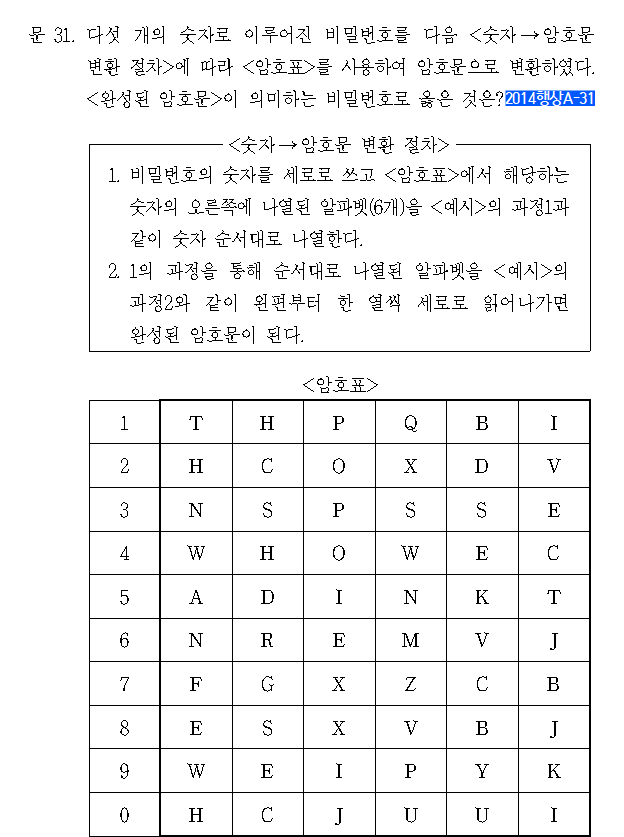 문 31. 다섯 개의 숫자로 이루어진 비밀번호를 다음 <숫자→암호문
변환 절차>에 따라 <암호표>를 사용하여 암호문으로 변환하였다.
<완성된 암호문>이 의미하는 비밀번호로 옳은 것은?2014행상A-31
<숫자→암호문 변환 절차>
1. 비밀번호의 숫자를 세로로 쓰고 <암호표>에서 해당하는
숫자의 오른쪽에 나열된 알파벳(6개)을 <예시>의 과정1과
같이 숫자 순서대로 나열한다.
2. 1의 과정을 통해 순서대로 나열된 알파벳을 <예시>의
과정2와 같이 왼편부터 한 열씩 세로로 읽어나가면
완성된 암호문이 된다.
<암호표>
1 T H P Q B I
2 H C O X D V
3 N S P S S E
4 W H O W E C
5 A D I N K T
6 N R E M V J
7 F G X Z C B
8 E S X V B J
9 W E I P Y K
0 H C J U U I